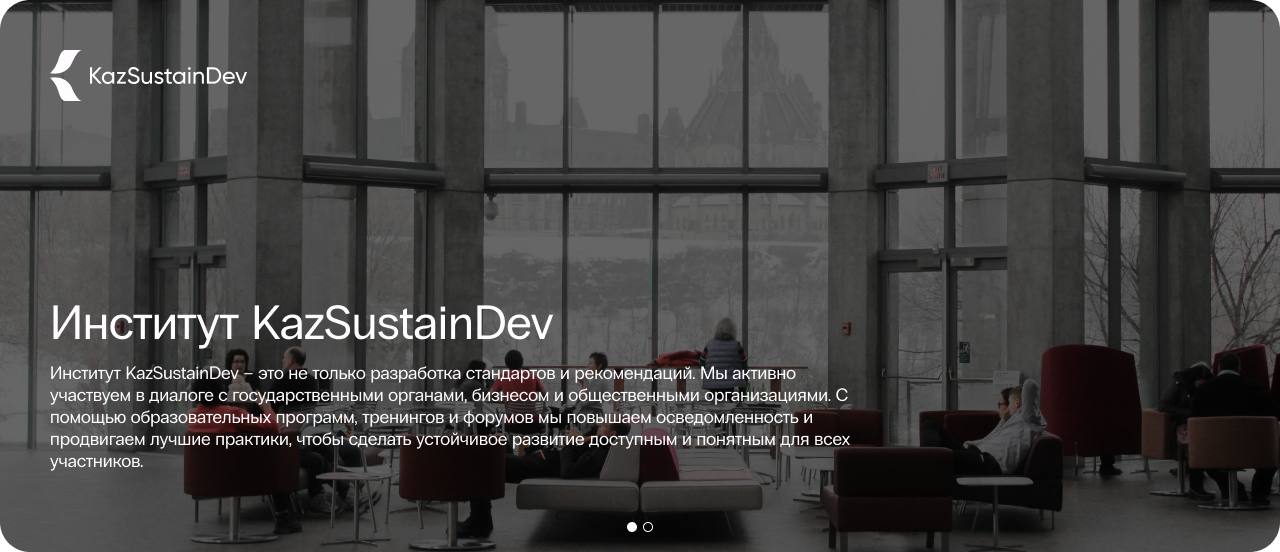 KazSustainDev
Институт KazSustainDev
Институт KazSustainDev – это не только разработка стандартов и рекомендаций. Мы активно
участвуем в диалоге с государственными органами, бизнесом и общественными организациями. С
помощью образовательных программ, тренингов и форумов мы повышаем осведомленность и
продвигаем лучшие практики, чтобы сделать устойчивое развитие доступным и понятным для всех
участников.